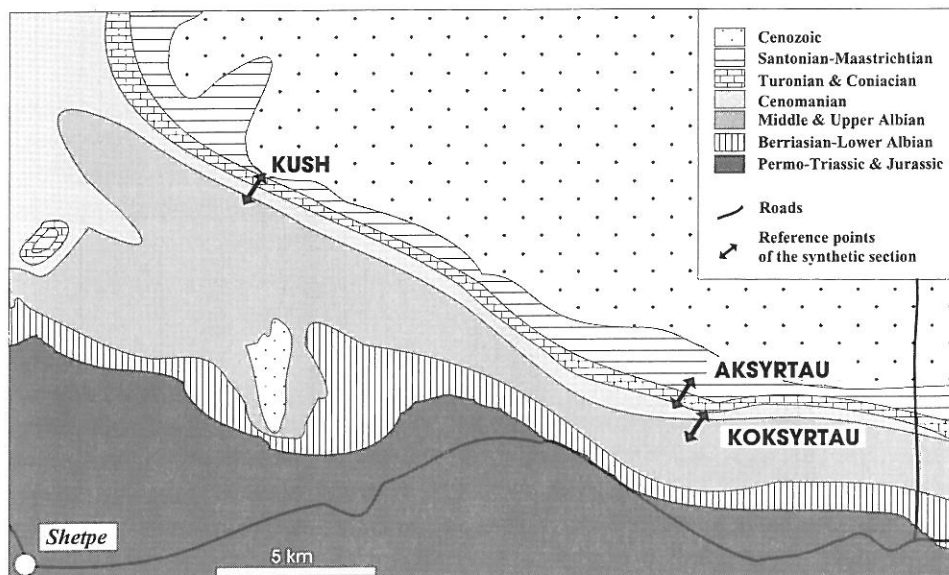 Cenozoic
Santonian-Maastrichtian
Turonian & Coniacian
Cenomanian
Middle & Upper Albian
Berriasian-Lower Albian
Permo-Triassic & Jurassic
Roads
Reference points
of the synthetic section
KUSH
AKSYRTAU
KOKSYRTAU
Shetpe
5 km